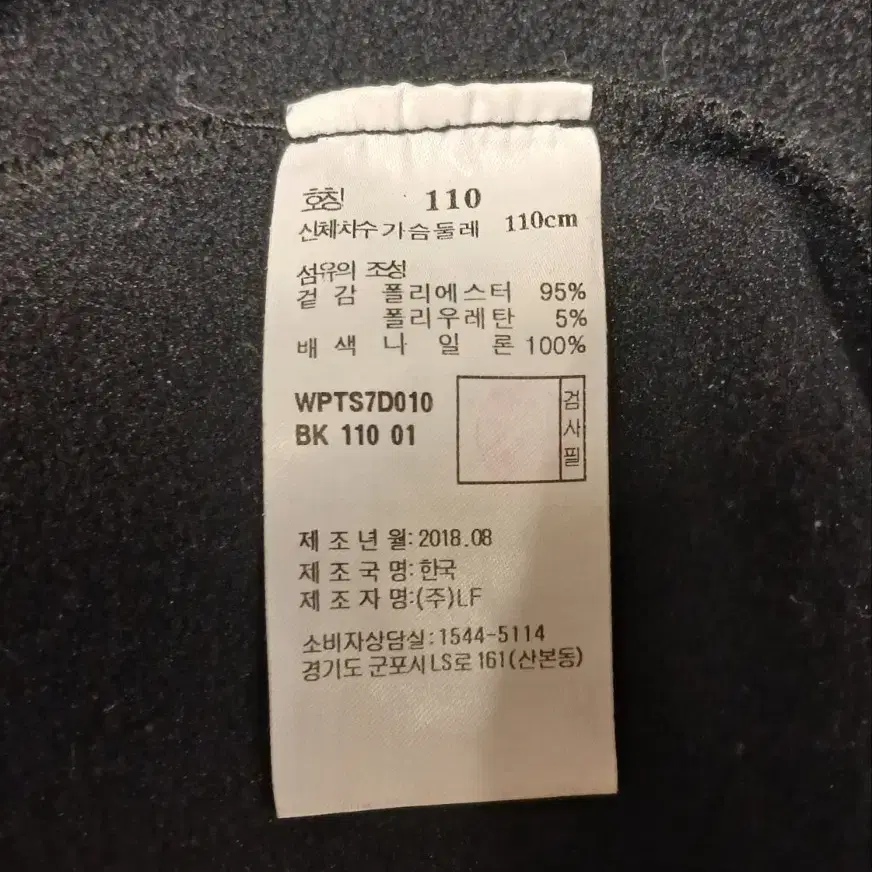 호칭 110
신체치수 가슴둘레 110cm
섬유의 조성
겉감 폴리에스터 95%
폴리우레탄 5%
배색 나일론 100%
WPTS7D010
BK 110 01
검사필
제조년월: 2018.08
제조국명: 한국
제조자명: (주)LF
소비자상담실: 1544-5114
경기도 군포시 LS로 161(산본동)